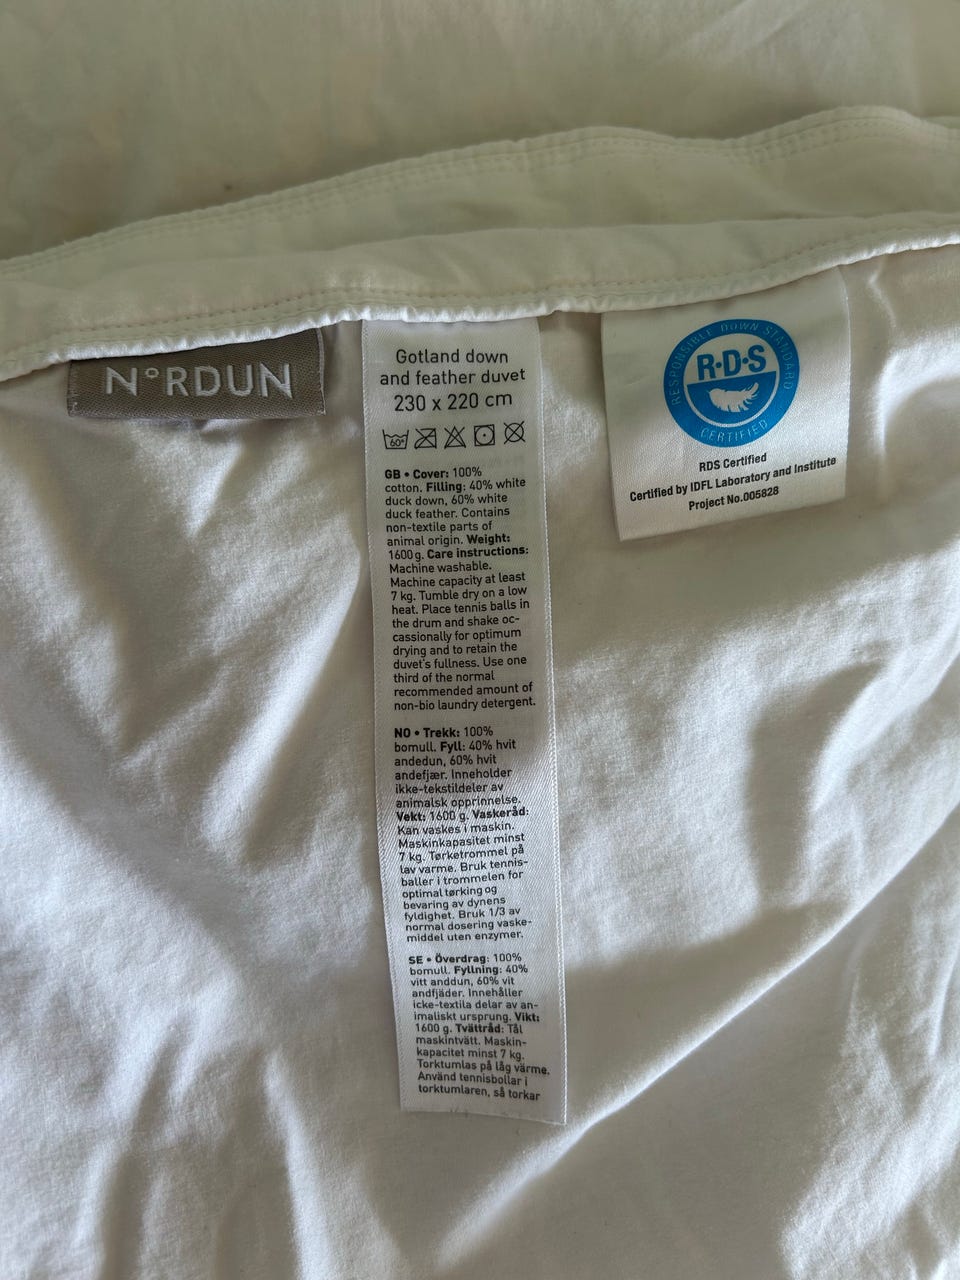 N°RDUN
Gotland down
and feather duvet
230 x 220 cm
60°
GB • Cover: 100%
cotton. Filling: 40% white
duck down, 60% white
duck feather. Contains
non-textile parts of
animal origin. Weight:
1600g. Care instructions:
Machine washable.
Machine capacity at least
7 kg. Tumble dry on a low
heat. Place tennis balls in
the drum and shake oc-
cassionally for optimum
drying and to retain the
duvet's fullness. Use one
third of the normal
recommended amount of
non-bio laundry detergent.
NO • Trekk: 100%
bomull. Fyll: 40% hvit
andedun, 60% hvit
andefjær. Inneholder
ikke-tekstildeler av
animalsk opprinnelse.
Vekt: 1600 g. Vaskeråd:
Kan vaskes i maskin.
Maskinkapasitet minst
7 kg. Tørketrommel på
lav varme. Bruk tennis-
baller i trommelen for
optimal tørking og
bevaring av dynens
fyldighet. Bruk 1/3 av
normal dosering vaske-
middel uten enzymer.
SE • Överdrag: 100%
bomull. Fyllning: 40%
vitt anddun, 60% vit
andfjäder. Innehåller
icke-textila delar av an-
imaliskt ursprung. Vikt:
1600 g. Tvättråd: Tål
maskintvätt. Maskin-
kapacitet minst 7 kg.
Torktumlas på låg värme.
Använd tennisbollar i
torktumlaren, så torkar
RESPONSIBLE DOWN STANDARD
R·D·S
CERTIFIED
RDS Certified
Certified by IDFL Laboratory and Institute
Project No.005828